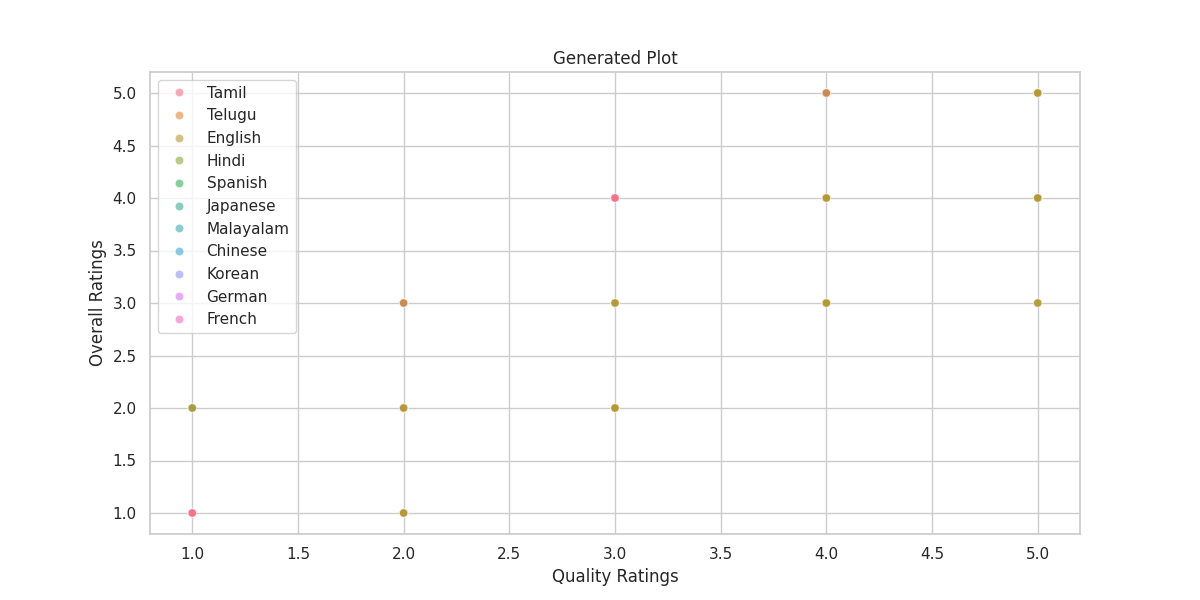 Generated Plot
Tamil
Telugu
English
Hindi
Spanish
Japanese
Malayalam
Chinese
Korean
German
French
Overall Ratings
5.0
4.5
4.0
3.5
3.0
2.5
2.0
1.5
1.0
1.0 1.5 2.0 2.5 3.0 3.5 4.0 4.5 5.0
Quality Ratings